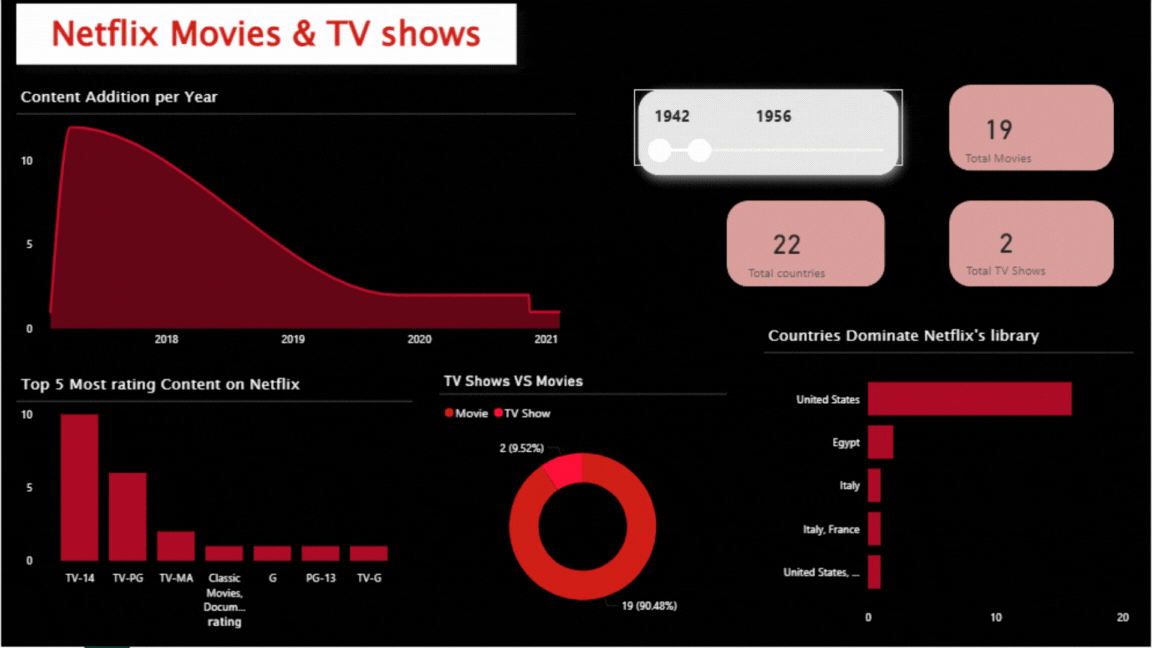 Netflix Movies & TV shows
Content Addition per Year
10
5
0
2018
2019
2020
2021
1942
1956
19
Total Movies
22
Total countries
2
Total TV Shows
Top 5 Most rating Content on Netflix
10
5
0
TV-14
TV-PG
TV-MA
Classic
Movies,
Docum...
G
PG-13
TV-G
rating
TV Shows VS Movies
Movie
TV Show
2 (9.52%)
19 (90.48%)
Countries Dominate Netflix's library
United States
Egypt
Italy
Italy, France
United States, ...
0
10
20